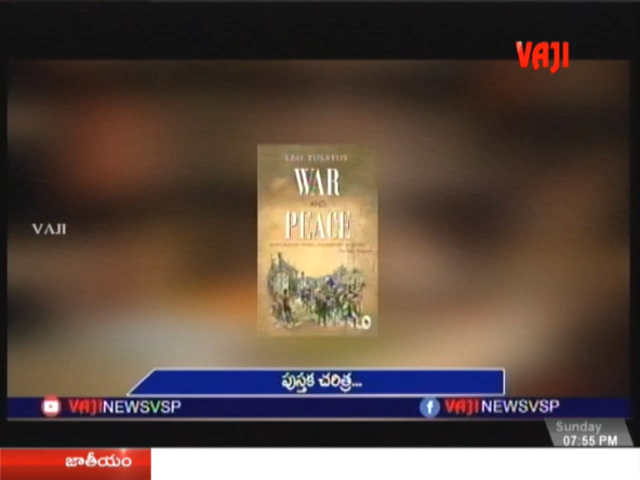 VAJI
LEO TOLSTOY
WAR
AND
PEACE
VAJI
పుస్తక చరిత్ర...
VAJINEWSVSP
VAJINEWSVSP
Sunday
07:55 PM
జాతీయం